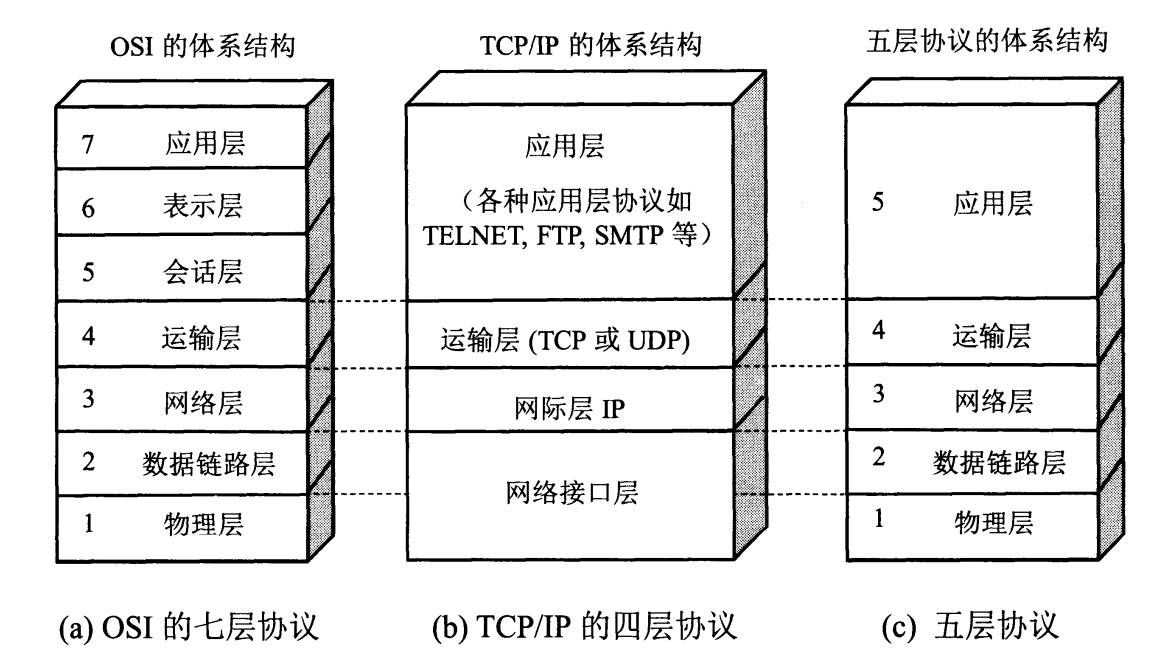 OSI 的体系结构
7 应用层
6 表示层
5 会话层
4 运输层
3 网络层
2 数据链路层
1 物理层
(a) OSI 的七层协议
TCP/IP 的体系结构
应用层
（各种应用层协议如
TELNET, FTP, SMTP 等）
运输层 (TCP 或 UDP)
网际层 IP
网络接口层
(b) TCP/IP 的四层协议
五层协议的体系结构
5 应用层
4 运输层
3 网络层
2 数据链路层
1 物理层
(c) 五层协议